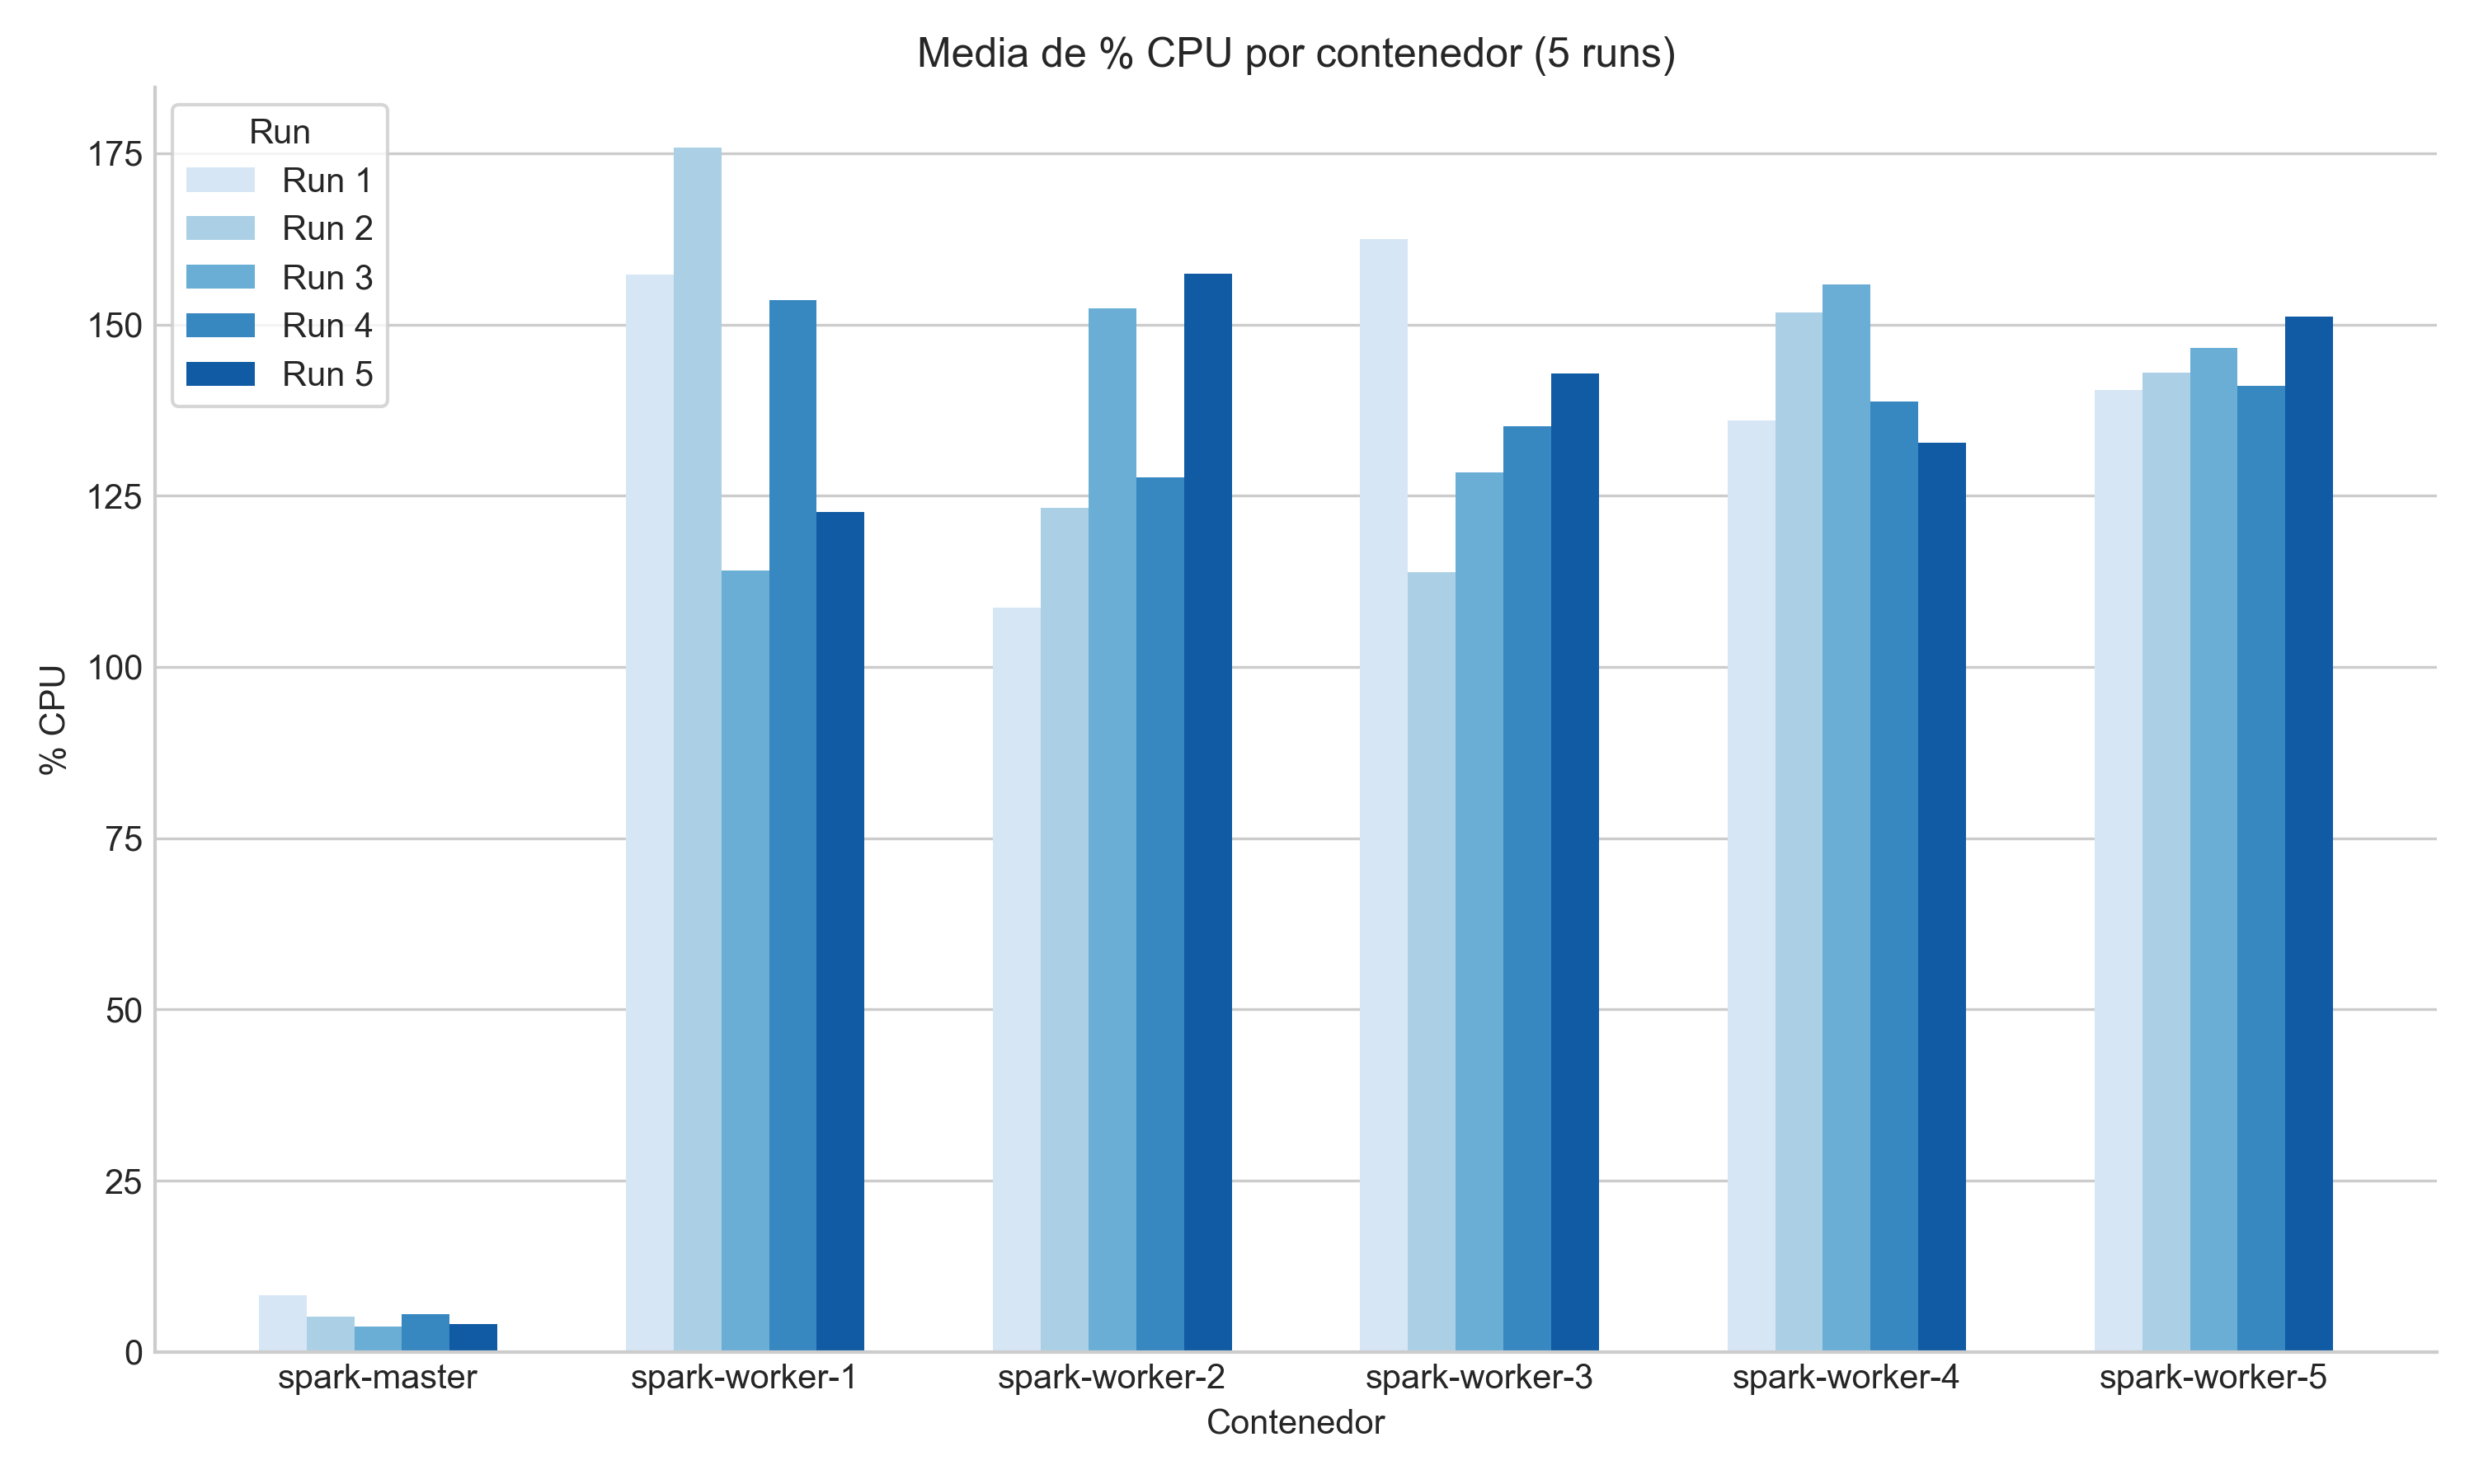 Media de % CPU por contenedor (5 runs)
Run
Run 1
Run 2
Run 3
Run 4
Run 5
175
150
125
100
75
50
25
0
% CPU
spark-master
spark-worker-1
spark-worker-2
spark-worker-3
spark-worker-4
spark-worker-5
Contenedor